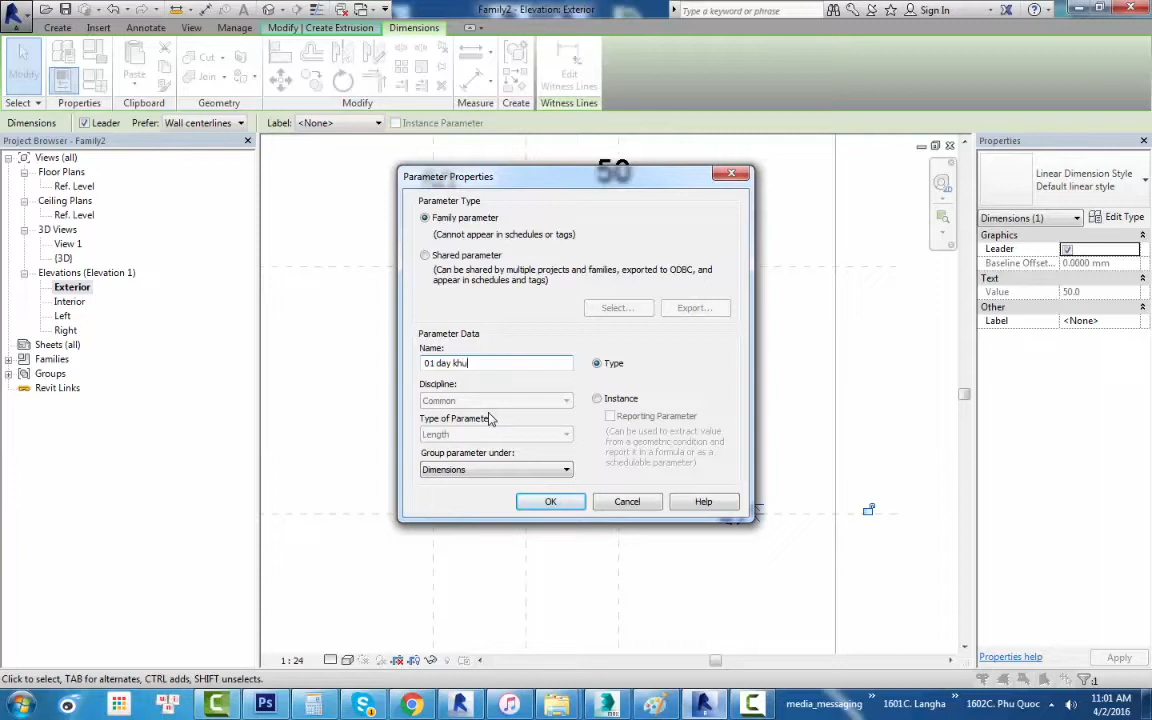 Family2 - Elevation: Exterior
Type a keyword or phrase
Sign In
Create Insert Annotate View Manage Modify | Create Extrusion Dimensions
Modify
Paste
Cut
Join
Edit
Witness Lines
Select Properties Clipboard Geometry Modify Measure Create Witness Lines
Dimensions Leader Prefer: Wall centerlines Label: <None> Instance Parameter
Project Browser - Family2
Views (all)
Floor Plans
Ref. Level
Ceiling Plans
Ref. Level
3D Views
View 1
{3D}
Elevations (Elevation 1)
Exterior
Interior
Left
Right
Sheets (all)
Families
Groups
Revit Links
50
Parameter Properties
Parameter Type
Family parameter
(Cannot appear in schedules or tags)
Shared parameter
(Can be shared by multiple projects and families, exported to ODBC, and
appear in schedules and tags)
Select... Export...
Parameter Data
Name:
01 day khu
Type
Discipline:
Common
Instance
Type of Paramete
Reporting Parameter
Length
(Can be used to extract value
from a geometric condition and
report it in a formula or as a
schedulable parameter)
Group parameter under:
Dimensions
OK Cancel Help
Properties
Linear Dimension Style
Default linear style
Dimensions (1) Edit Type
Graphics
Leader
Baseline Offset... 0.0000 mm
Text
Value 50.0
Other
Label <None>
Properties help Apply
1 : 24
Click to select, TAB for alternates, CTRL adds, SHIFT unselects.
:1
media_messaging 1601C. Langha 1602C. Phu Quoc
11:01 AM
4/2/2016